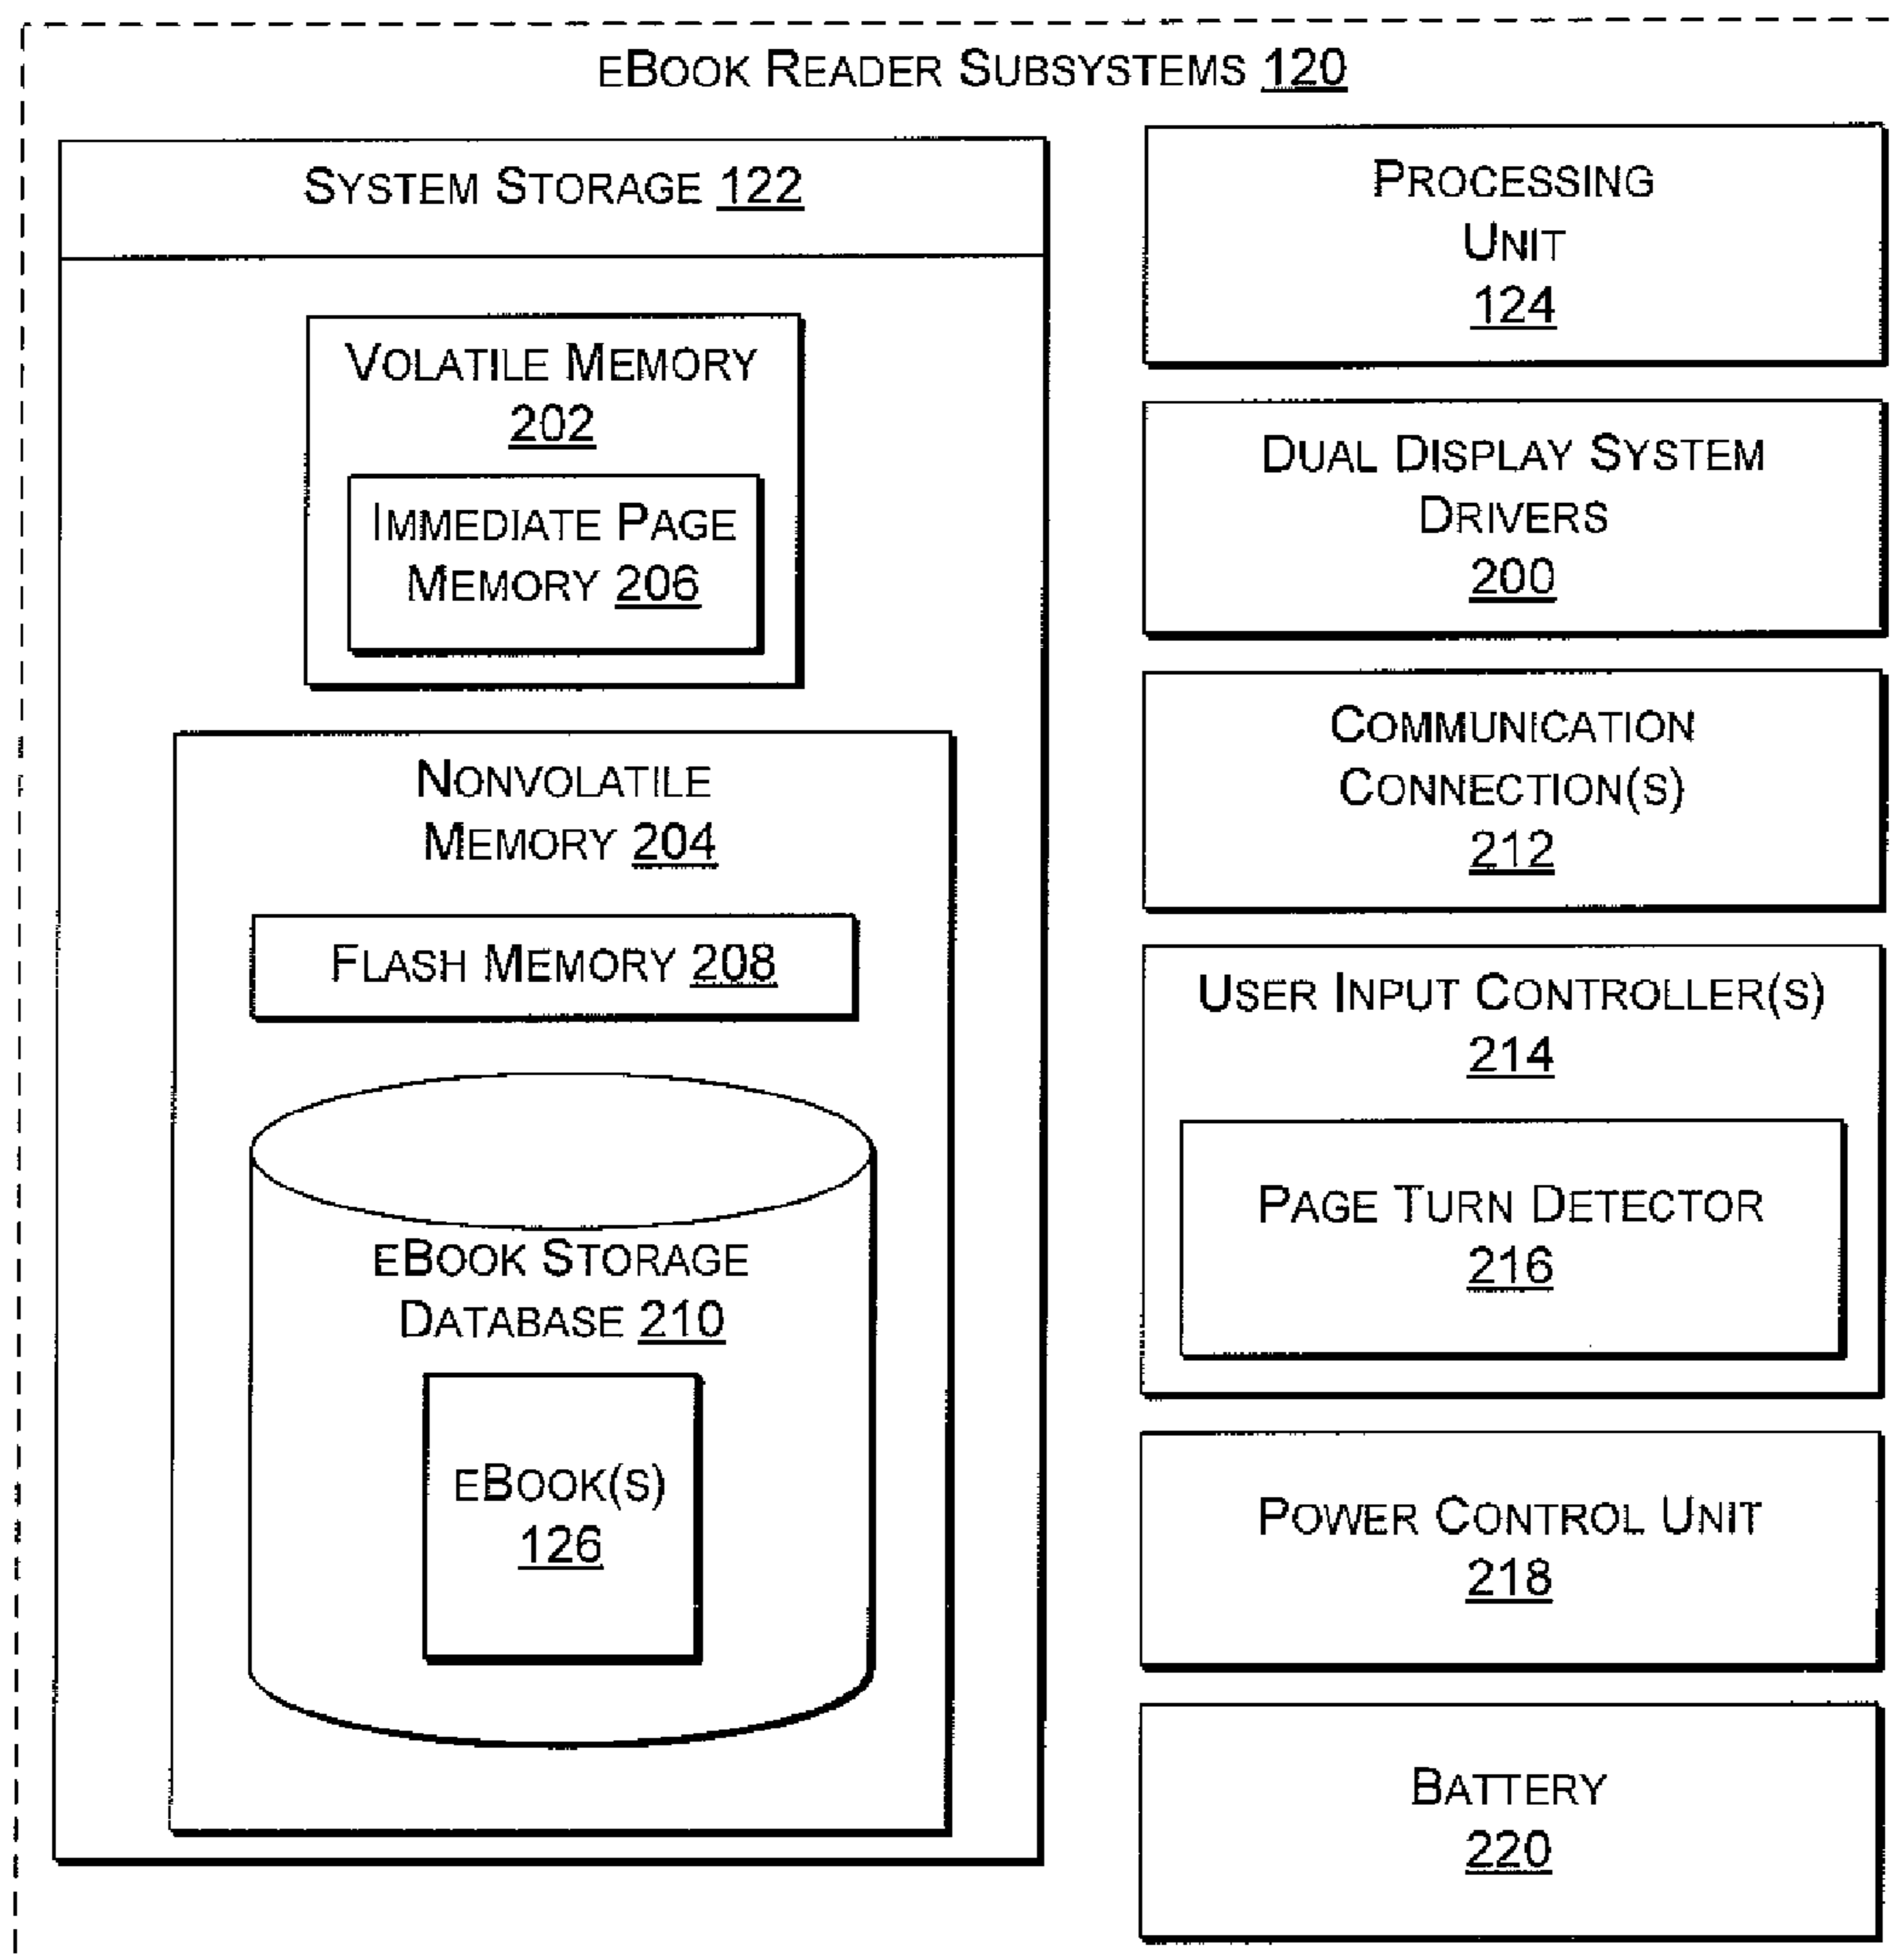 eBook Reader Subsystems 120
System Storage 122
Volatile Memory
202
Immediate Page
Memory 206
Nonvolatile
Memory 204
Flash Memory 208
eBook Storage
Database 210
eBook(s)
126
Processing
Unit
124
Dual Display System
Drivers
200
Communication
Connection(s)
212
User Input Controller(s)
214
Page Turn Detector
216
Power Control Unit
218
Battery
220